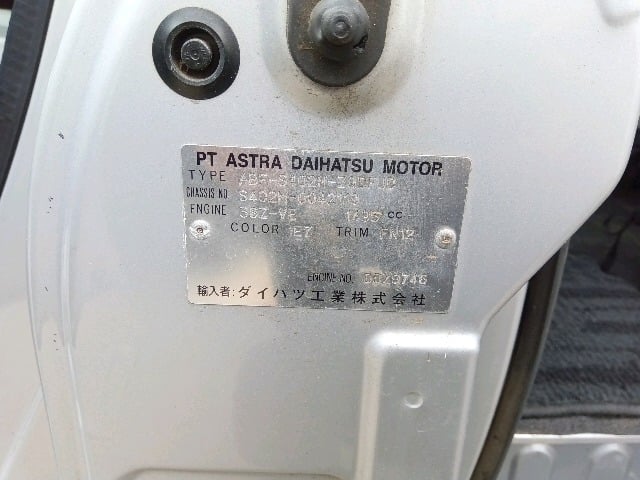 PT ASTRA DAIHATSU MOTOR
TYPE
CHASSIS NO.
ENGINE 3SZ-VE 1495 cc
COLOR E7 TRIM FN12
ENGINE NO.
輸入者:ダイハツ工業株式会社